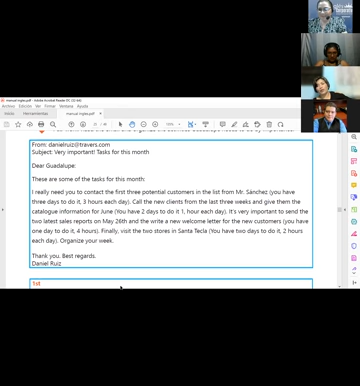 manual ingles.pdf - Adobe Acrobat Reader DC (32-bit)
Archivo Edición Ver Firmar Ventana Ayuda
Inicio Herramientas manual ingles.pdf ×
From: danielruiz@travers.com
Subject: Very important! Tasks for this month
Dear Guadalupe:
These are some of the tasks for this month:
I really need you to contact the first three potential customers in the list from Mr. Sánchez (you have
three days to do it, 3 hours each day). Call the new clients from the last three weeks and give them the
catalogue information for June (You have 2 days to do it 1, hour each day). It's very important to send the
two latest sales reports on May 26th and the write a new welcome letter for the new customers (you have
one day to do it, 4 hours). Finally, visit the two stores in Santa Tecla (You have two days to do it, 2 hours
each day). Organize your week.
Thank you. Best regards.
Daniel Ruiz
1st